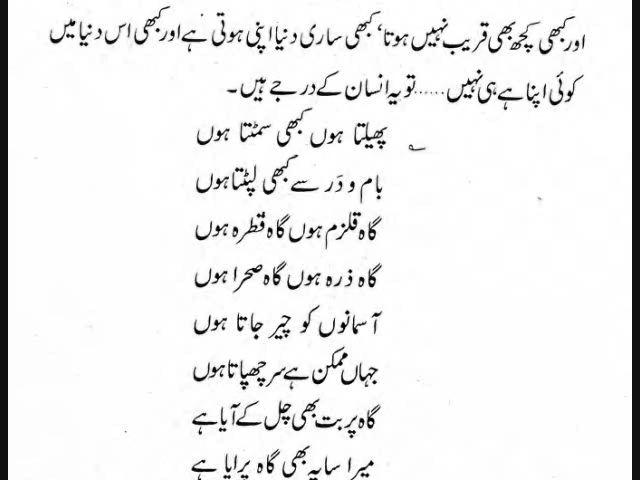 اور کبھی کچھ بھی قریب نہیں ہوتا، کبھی ساری دنیا اپنی ہوتی ہے اور کبھی اس دنیا میں
کوئی اپنا ہے ہی نہیں ...... تو یہ انسان کے درجے ہیں۔
؎ پھیلتا ہوں کبھی سمٹتا ہوں
بام و دَر سے کبھی لپٹتا ہوں
گاہ قلزم ہوں گاہ قطرہ ہوں
گاہ ذرہ ہوں گاہ صحرا ہوں
آسمانوں کو چیر جاتا ہوں
جہاں ممکن ہے سر چھپاتا ہوں
گاہ پربت بھی چل کے آیا ہے
میرا سایہ بھی گاہ پرایا ہے